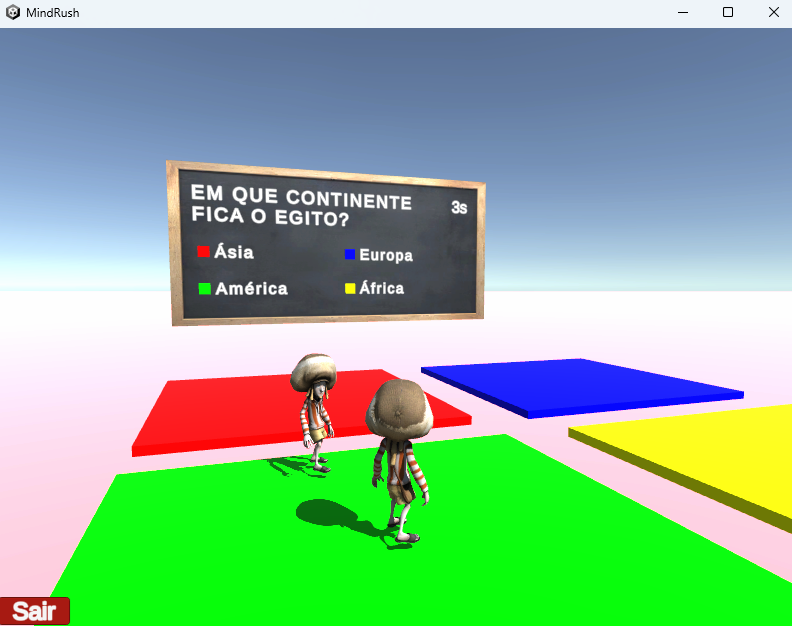 MindRush
EM QUE CONTINENTE
FICA O EGITO?
3s
Ásia
Europa
América
África
Sair